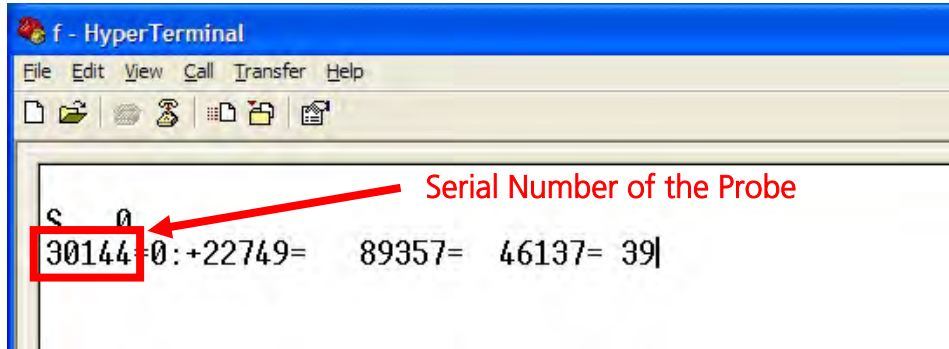 f - HyperTerminal
File Edit View Call Transfer Help
Serial Number of the Probe
S 0
30144=0:+22749= 89357= 46137= 39